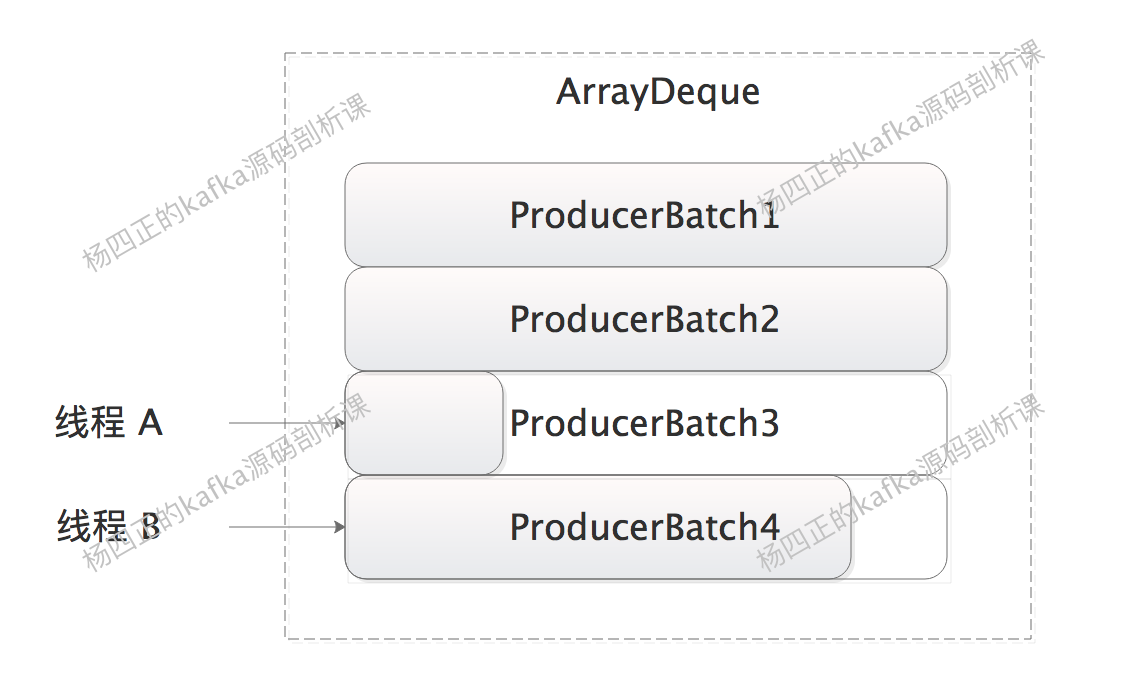 ArrayDeque
杨四正的kafka源码剖析课
杨四正的kafka源码剖析课
ProducerBatch1
ProducerBatch2
线程 A
ProducerBatch3
线程 B
ProducerBatch4
杨四正的kafka源码剖析课
杨四正的kafka源码剖析课